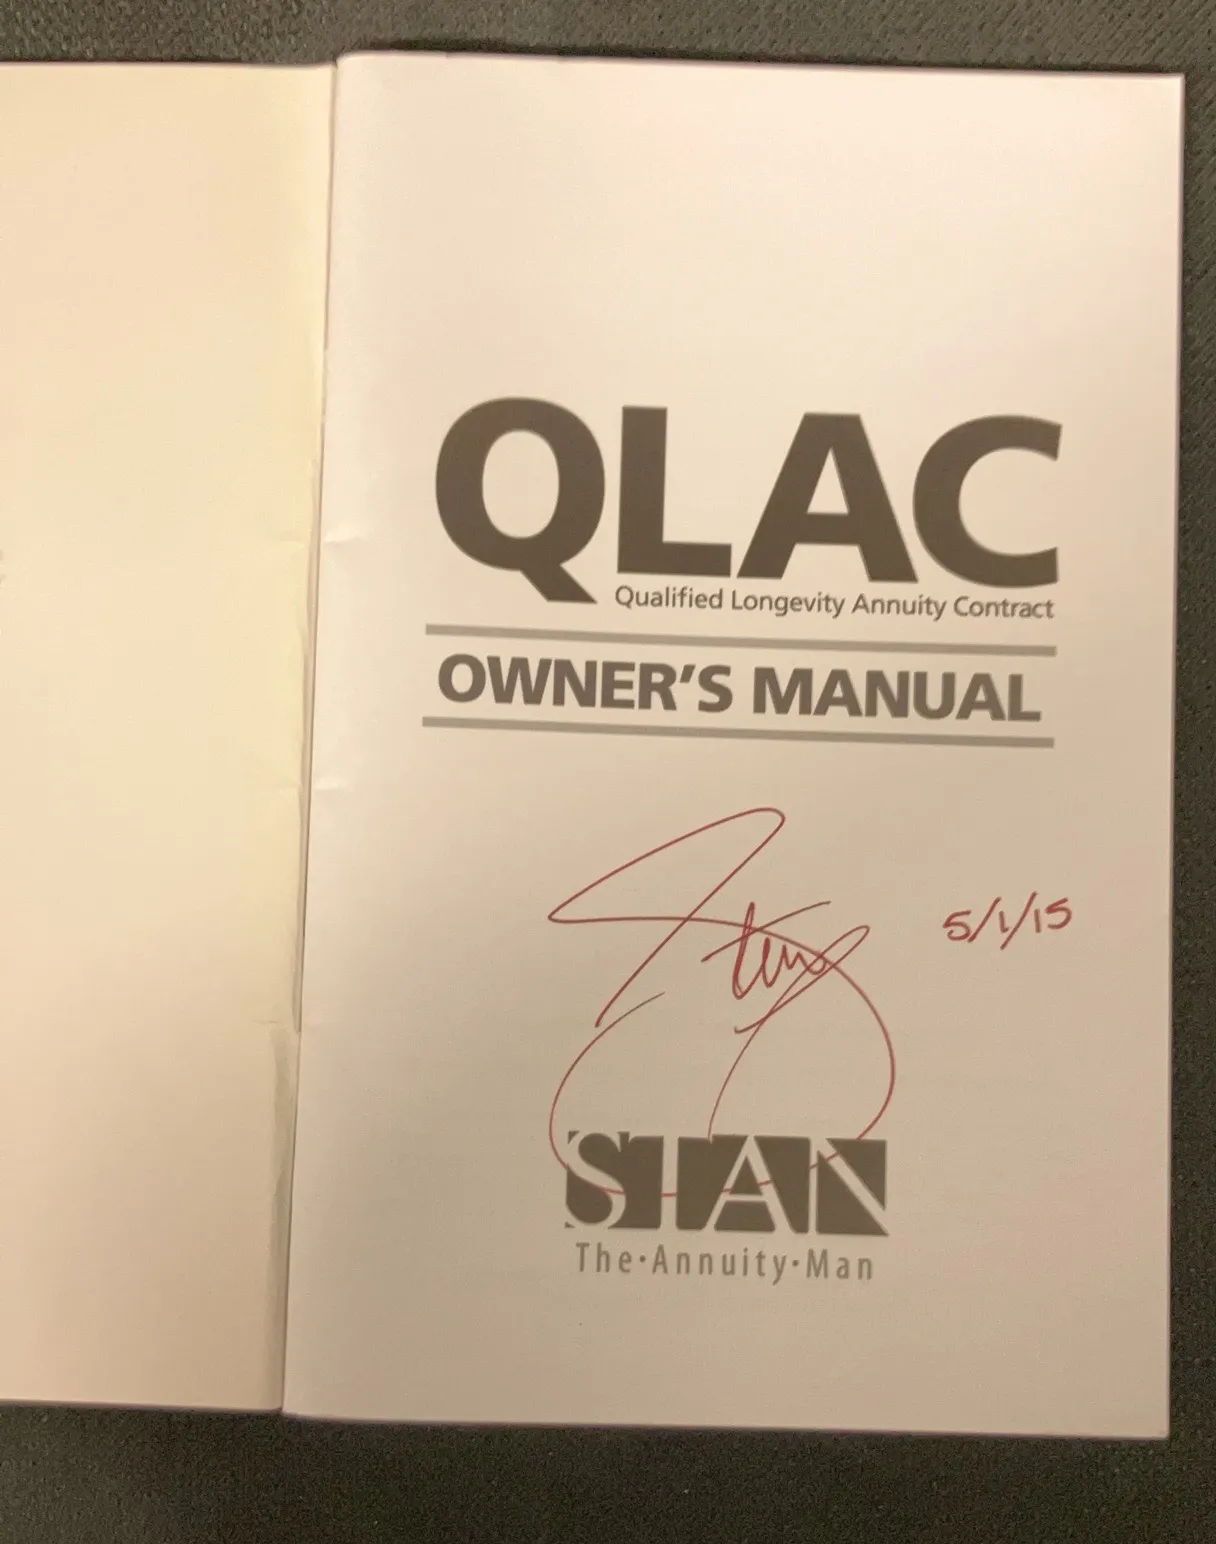 QLAC
Qualified Longevity Annuity Contract
OWNER'S MANUAL
5/1/15
STAN
The•Annuity•Man